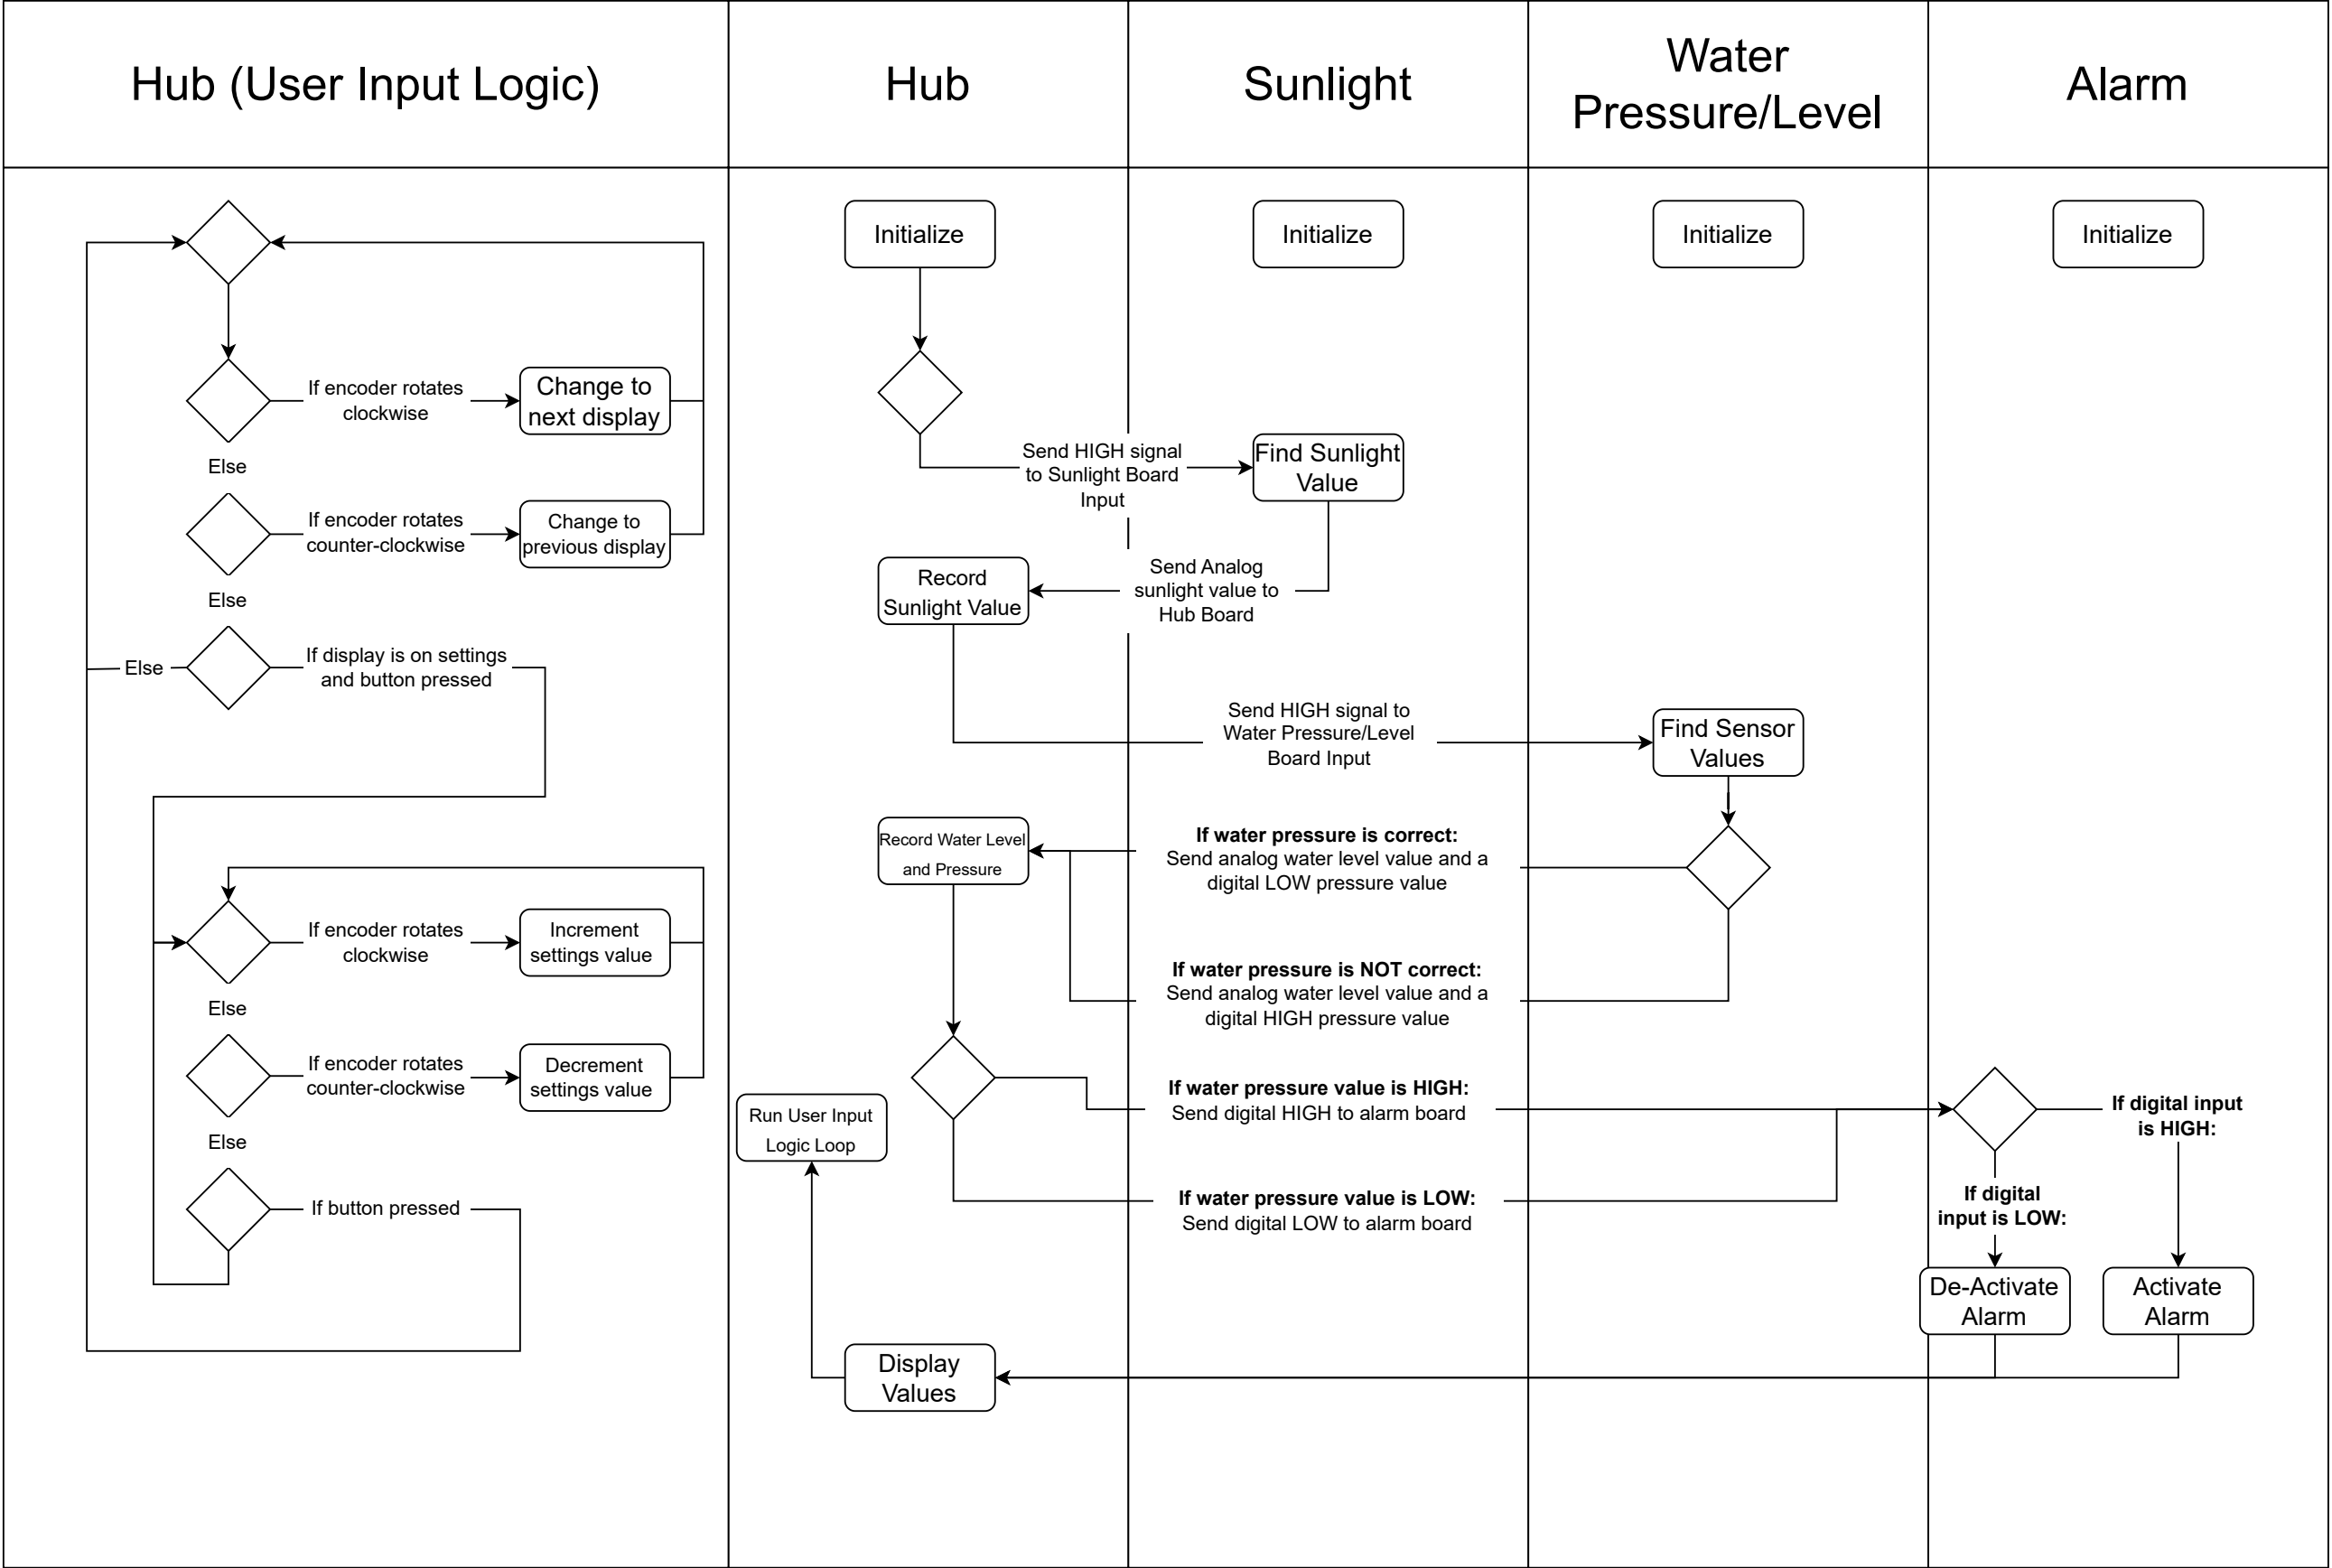 Hub (User Input Logic)
Hub
Sunlight
Water
Pressure/Level
Alarm
If encoder rotates
clockwise
Change to
next display
Else
If encoder rotates
counter-clockwise
Change to
previous display
Else
Else
If display is on settings
and button pressed
If encoder rotates
clockwise
Increment
settings value
Else
If encoder rotates
counter-clockwise
Decrement
settings value
Else
If button pressed
Initialize
Initialize
Initialize
Initialize
Send HIGH signal
to Sunlight Board
Input
Find Sunlight
Value
Send Analog
sunlight value to
Hub Board
Record
Sunlight Value
Send HIGH signal to
Water Pressure/Level
Board Input
Find Sensor
Values
Record Water Level
and Pressure
If water pressure is correct:
Send analog water level value and a
digital LOW pressure value
If water pressure is NOT correct:
Send analog water level value and a
digital HIGH pressure value
If water pressure value is HIGH:
Send digital HIGH to alarm board
If water pressure value is LOW:
Send digital LOW to alarm board
If digital input
is HIGH:
If digital
input is LOW:
De-Activate
Alarm
Activate
Alarm
Run User Input
Logic Loop
Display
Values